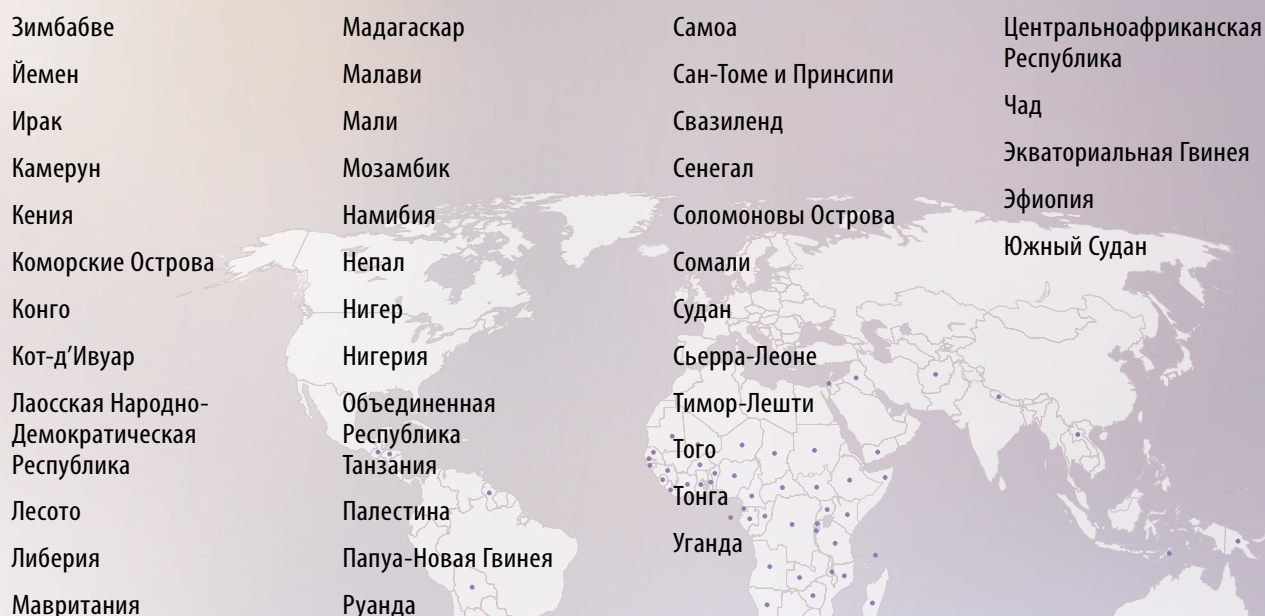 Зимбабве
Йемен
Ирак
Камерун
Кения
Коморские Острова
Конго
Кот-д’Ивуар
Лаосская Народно-
Демократическая
Республика
Лесото
Либерия
Мавритания
Мадагаскар
Малави
Мали
Мозамбик
Намибия
Непал
Нигер
Нигерия
Объединенная
Республика
Танзания
Палестина
Папуа-Новая Гвинея
Руанда
Самоа
Сан-Томе и Принсипи
Свазиленд
Сенегал
Соломоновы Острова
Сомали
Судан
Сьерра-Леоне
Тимор-Лешти
Того
Тонга
Уганда
Центральноафриканская
Республика
Чад
Экваториальная Гвинея
Эфиопия
Южный Судан